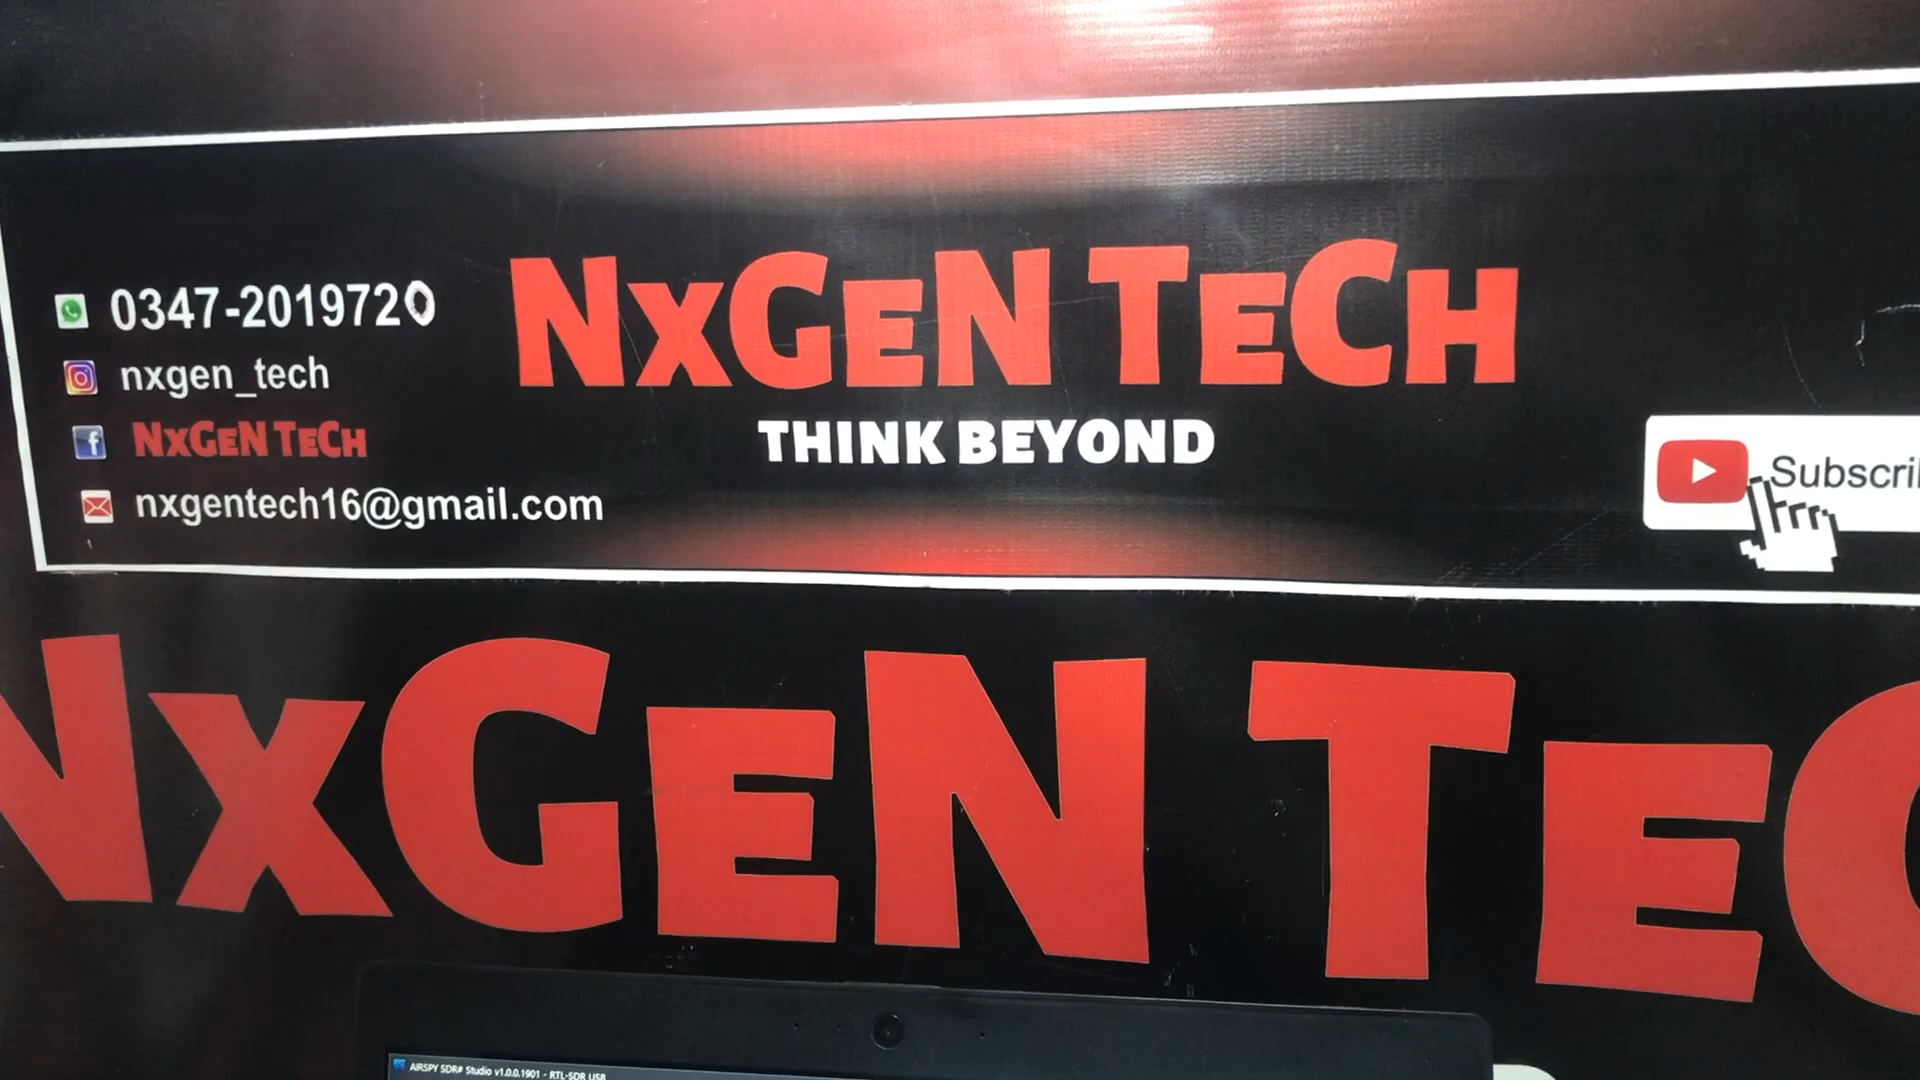 0347-2019720
NxGeN TeCH
nxgen_tech
NxGeN TeCH
THINK BEYOND
nxgentech16@gmail.com
NxGeN TeC
AIRSPY SDR# Studio v1.0.0.1901 - RTL-SDR USB